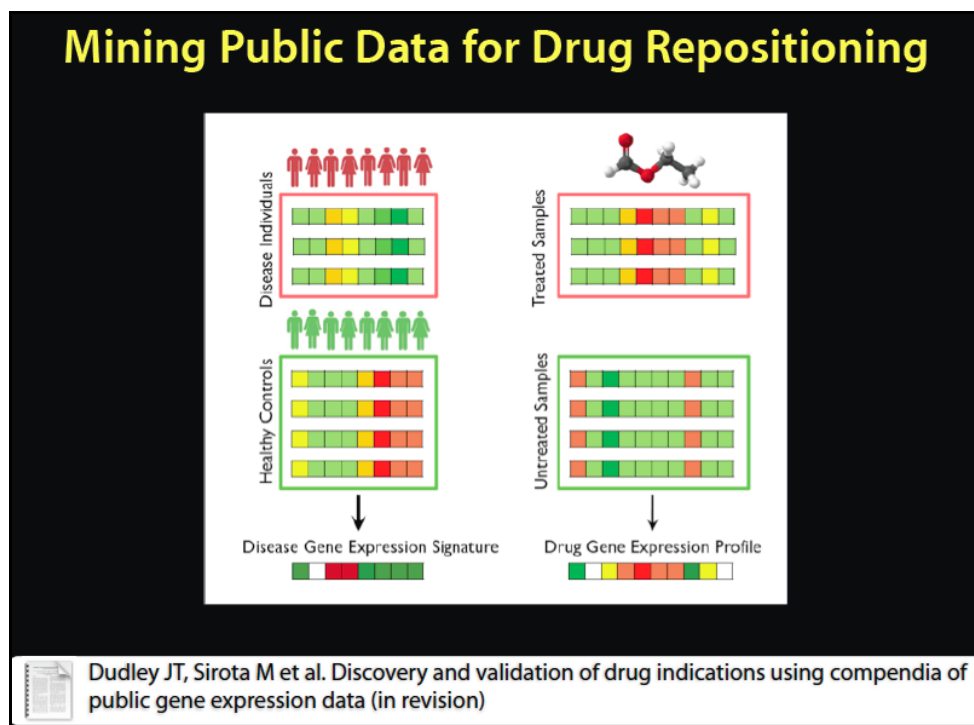 Mining Public Data for Drug Repositioning
Disease Individuals
Treated Samples
Healthy Controls
Untreated Samples
Disease Gene Expression Signature
Drug Gene Expression Profile
Dudley JT, Sirota M et al. Discovery and validation of drug indications using compendia of
public gene expression data (in revision)